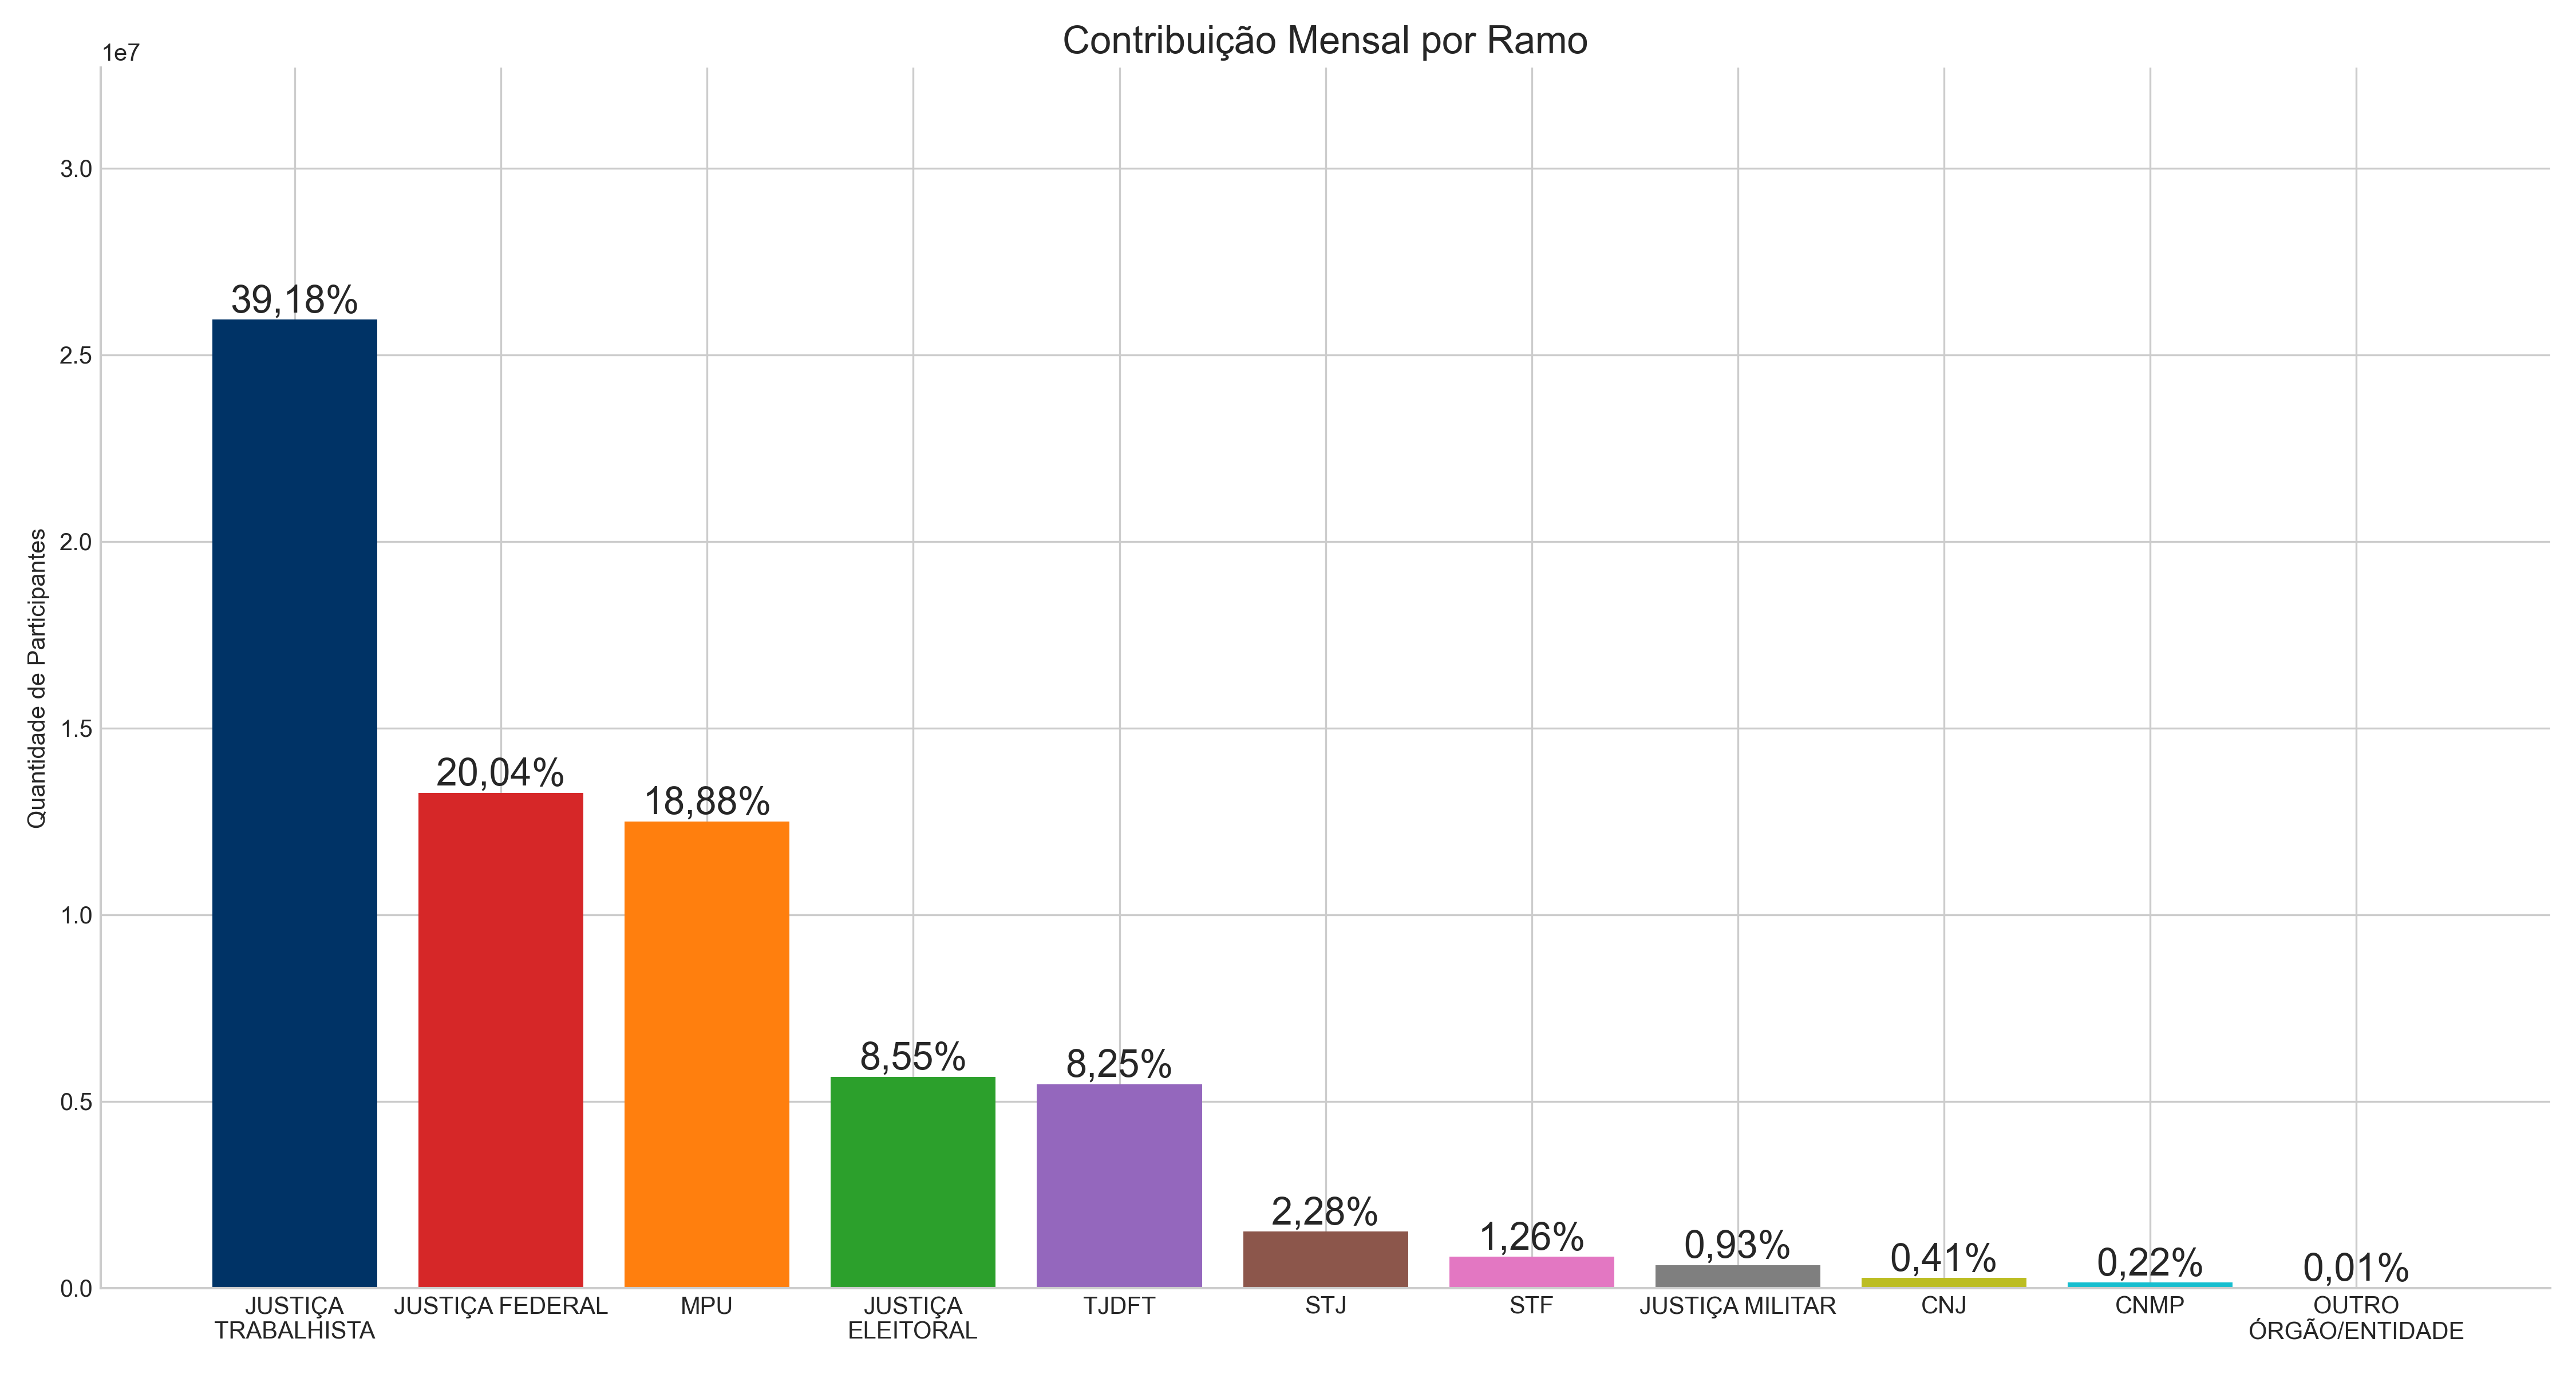 Contribuição Mensal por Ramo
1e7
3.0
2.5
2.0
1.5
1.0
0.5
0.0
Quantidade de Participantes
39,18%
20,04%
18,88%
8,55%
8,25%
2,28%
1,26%
0,93%
0,41%
0,22%
0,01%
JUSTIÇA
TRABALHISTA
JUSTIÇA FEDERAL
MPU
JUSTIÇA
ELEITORAL
TJDFT
STJ
STF
JUSTIÇA MILITAR
CNJ
CNMP
OUTRO
ÓRGÃO/ENTIDADE